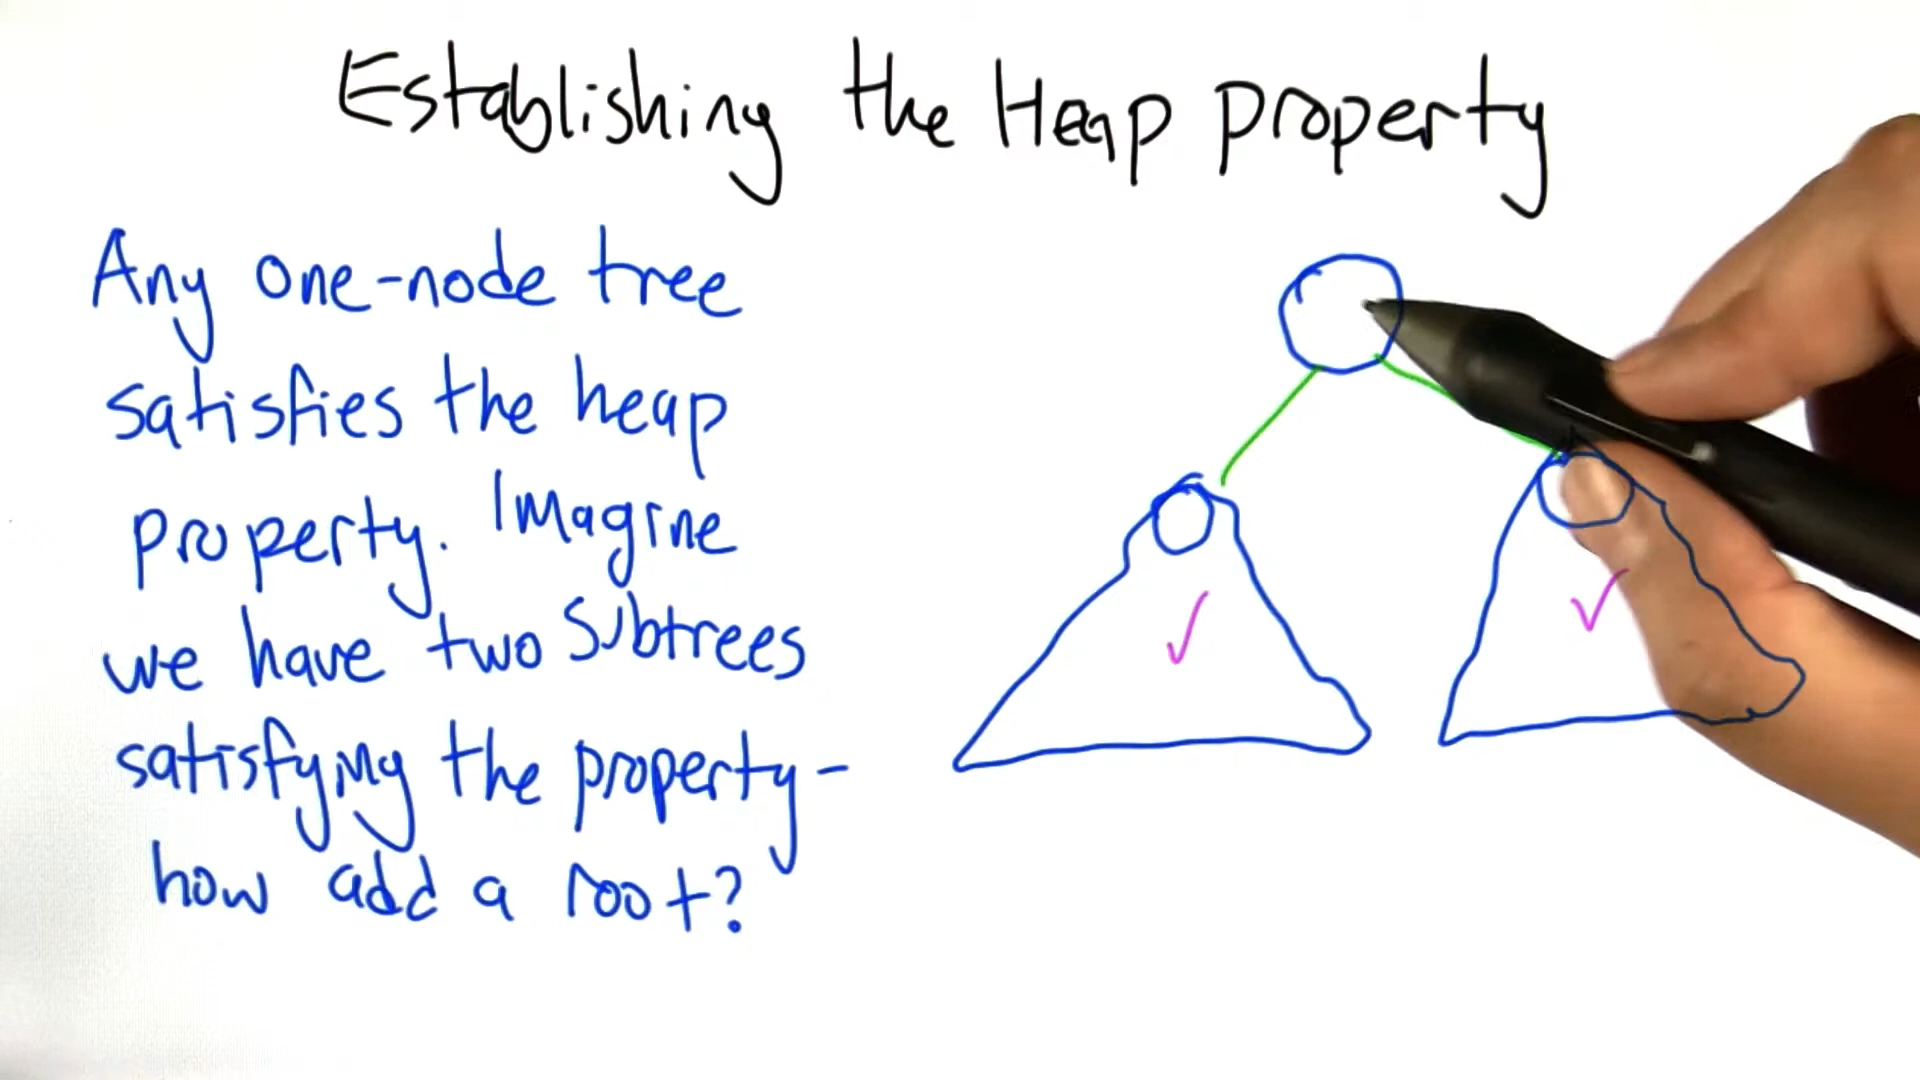 Establishing the Heap property
Any one-node tree
satisfies the heap
property. Imagine
we have two subtrees
satisfying the property-
how add a root?